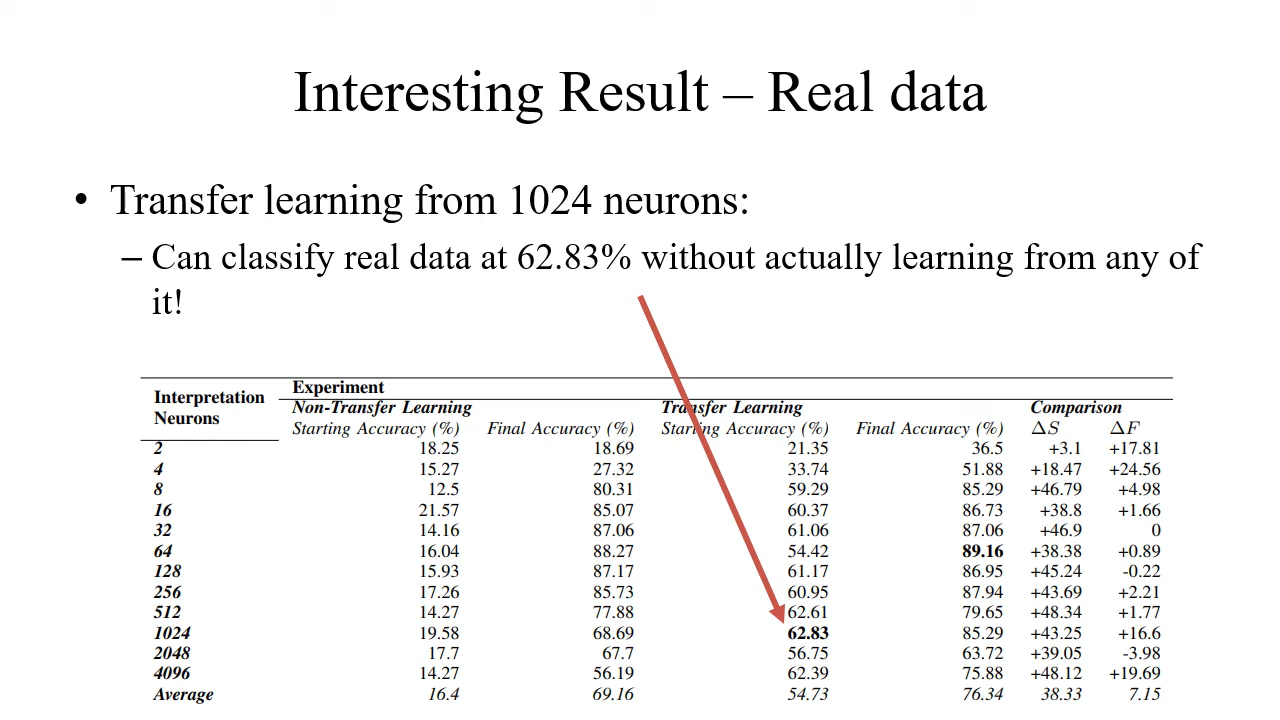 Interesting Result – Real data
• Transfer learning from 1024 neurons:
– Can classify real data at 62.83% without actually learning from any of
it!
Interpretation Neurons Experiment
Non-Transfer Learning Transfer Learning Comparison
Starting Accuracy (%) Final Accuracy (%) Starting Accuracy (%) Final Accuracy (%) ΔS ΔF
2 18.25 18.69 21.35 36.5 +3.1 +17.81
4 15.27 27.32 33.74 51.88 +18.47 +24.56
8 12.5 80.31 59.29 85.29 +46.79 +4.98
16 21.57 85.07 60.37 86.73 +38.8 +1.66
32 14.16 87.06 61.06 87.06 +46.9 0
64 16.04 88.27 54.42 89.16 +38.38 +0.89
128 15.93 87.17 61.17 86.95 +45.24 -0.22
256 17.26 85.73 60.95 87.94 +43.69 +2.21
512 14.27 77.88 62.61 79.65 +48.34 +1.77
1024 19.58 68.69 62.83 85.29 +43.25 +16.6
2048 17.7 67.7 56.75 63.72 +39.05 -3.98
4096 14.27 56.19 62.39 75.88 +48.12 +19.69
Average 16.4 69.16 54.73 76.34 38.33 7.15